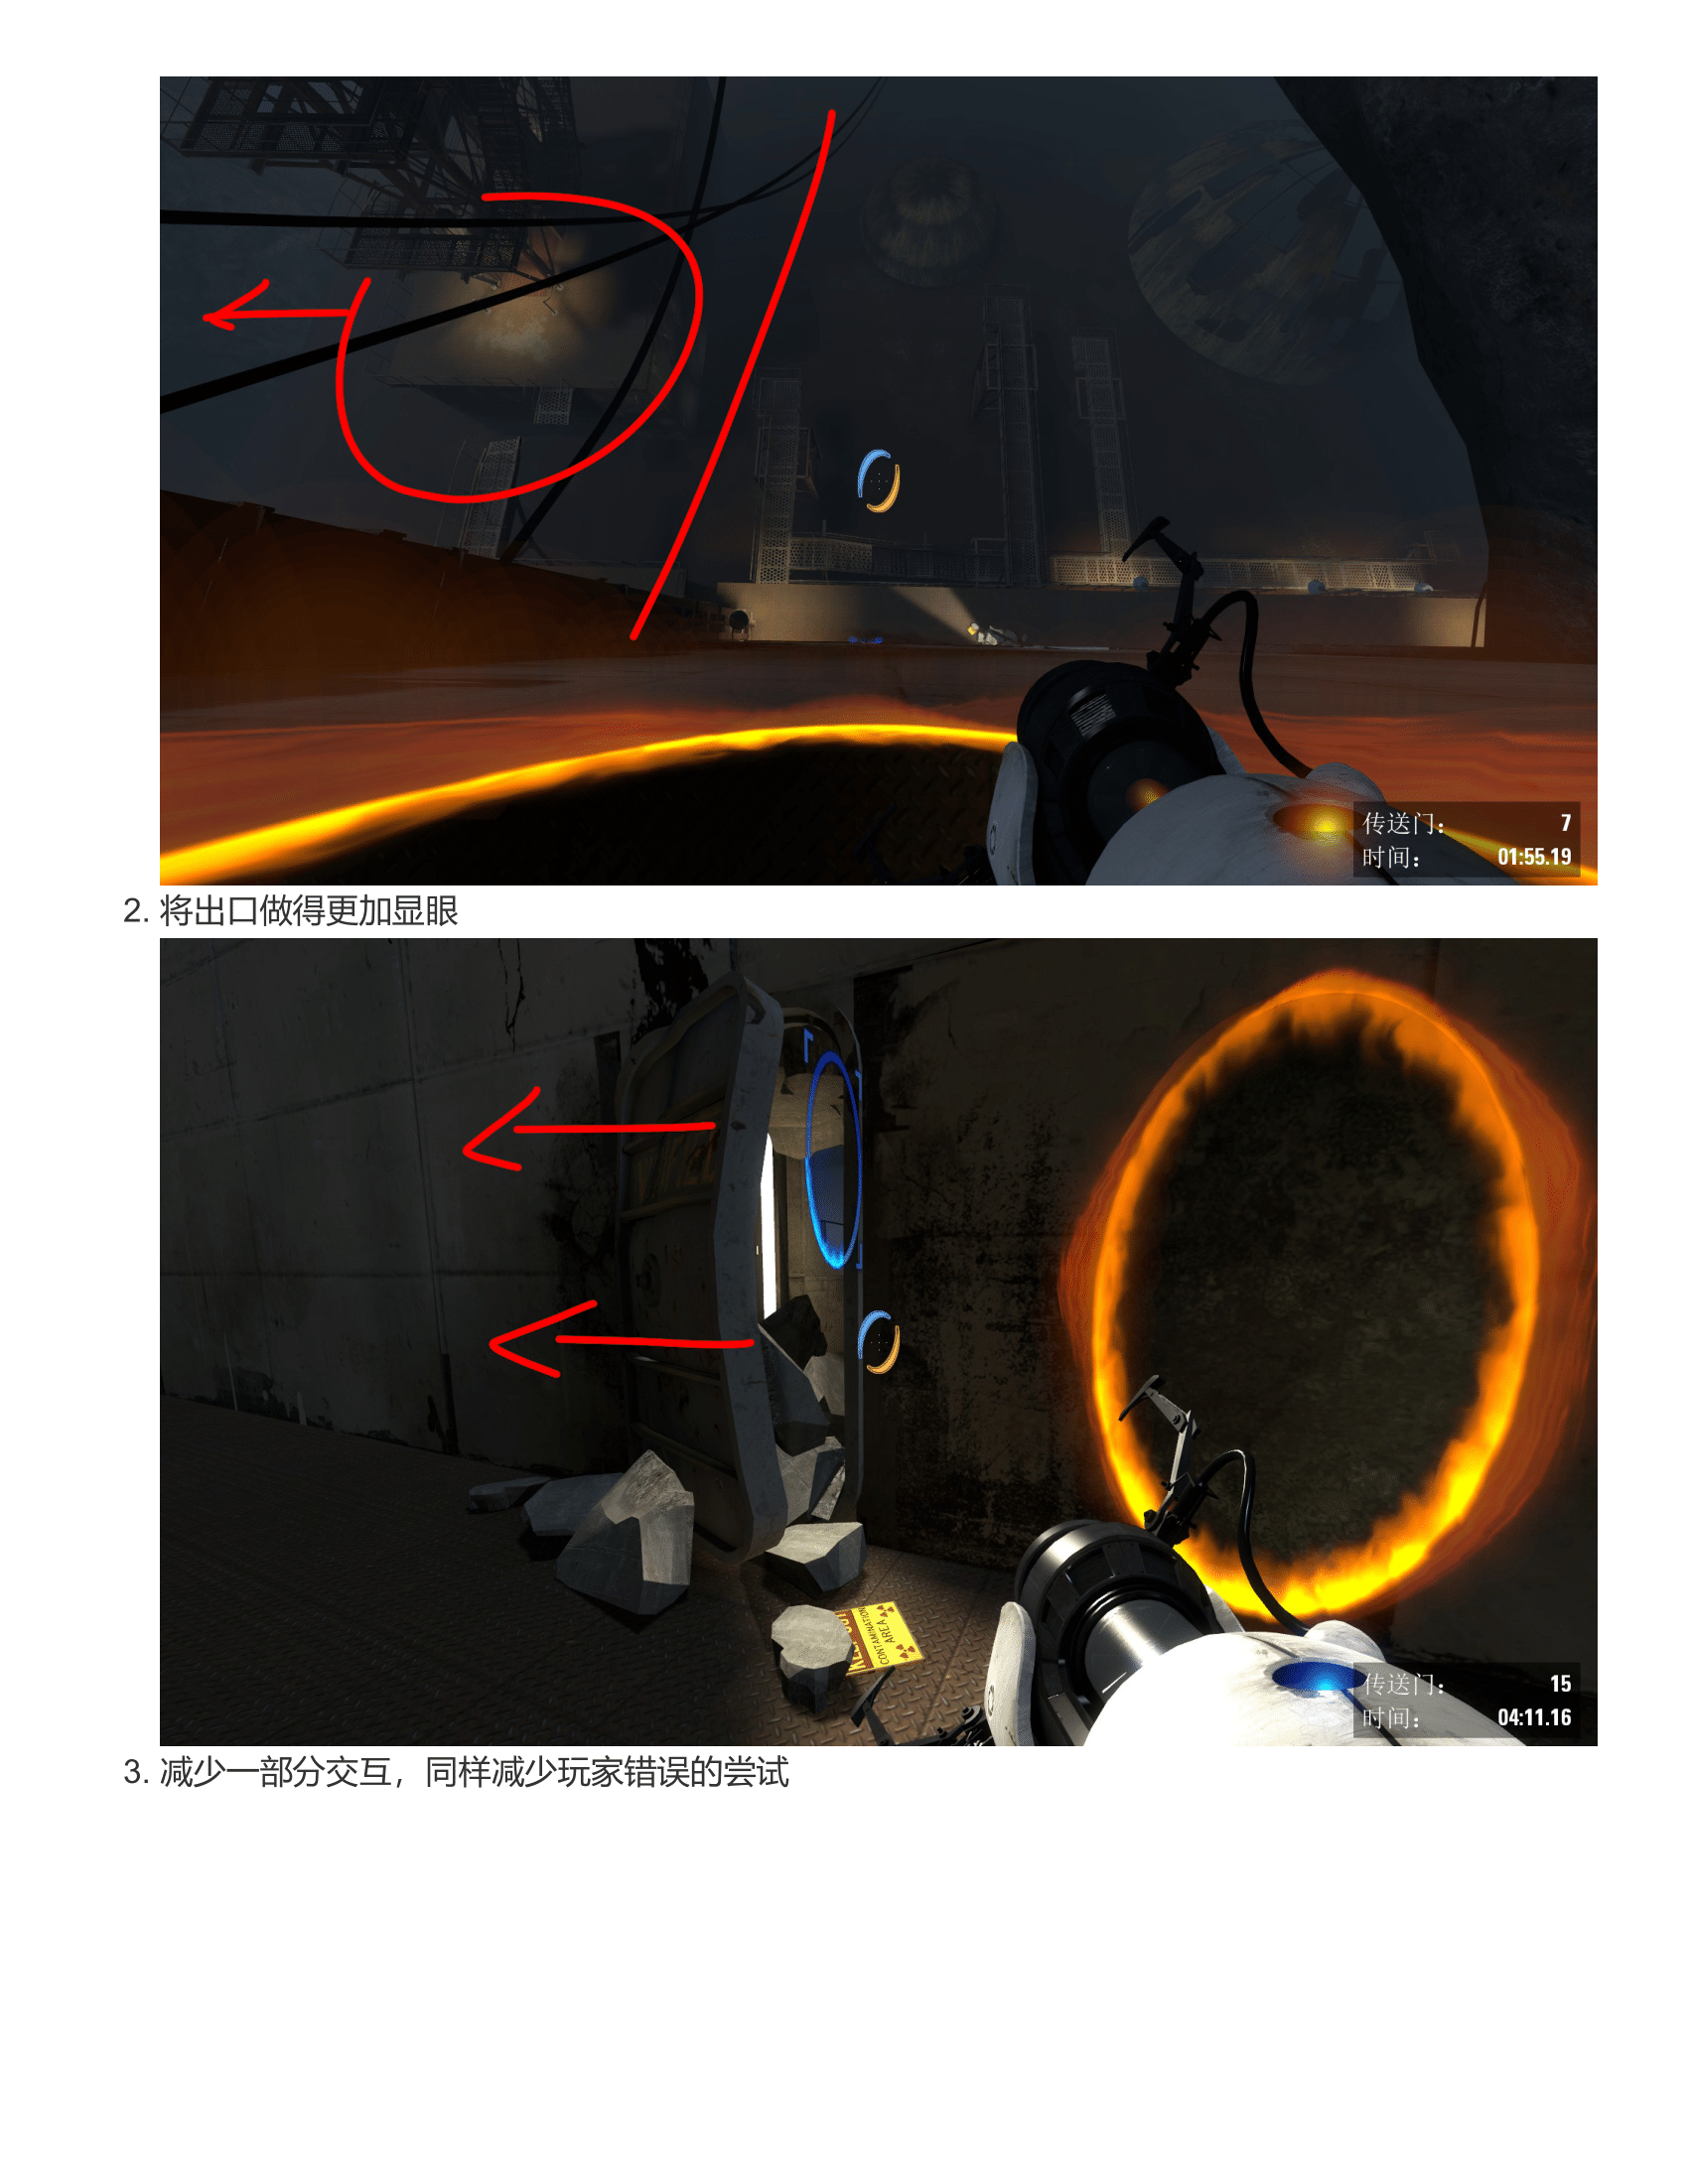 传送门： 7
时间： 01:55.19
2. 将出口做得更加显眼
CONTAMINATION
AREA
传送门： 15
时间： 04:11.16
3. 减少一部分交互，同样减少玩家错误的尝试